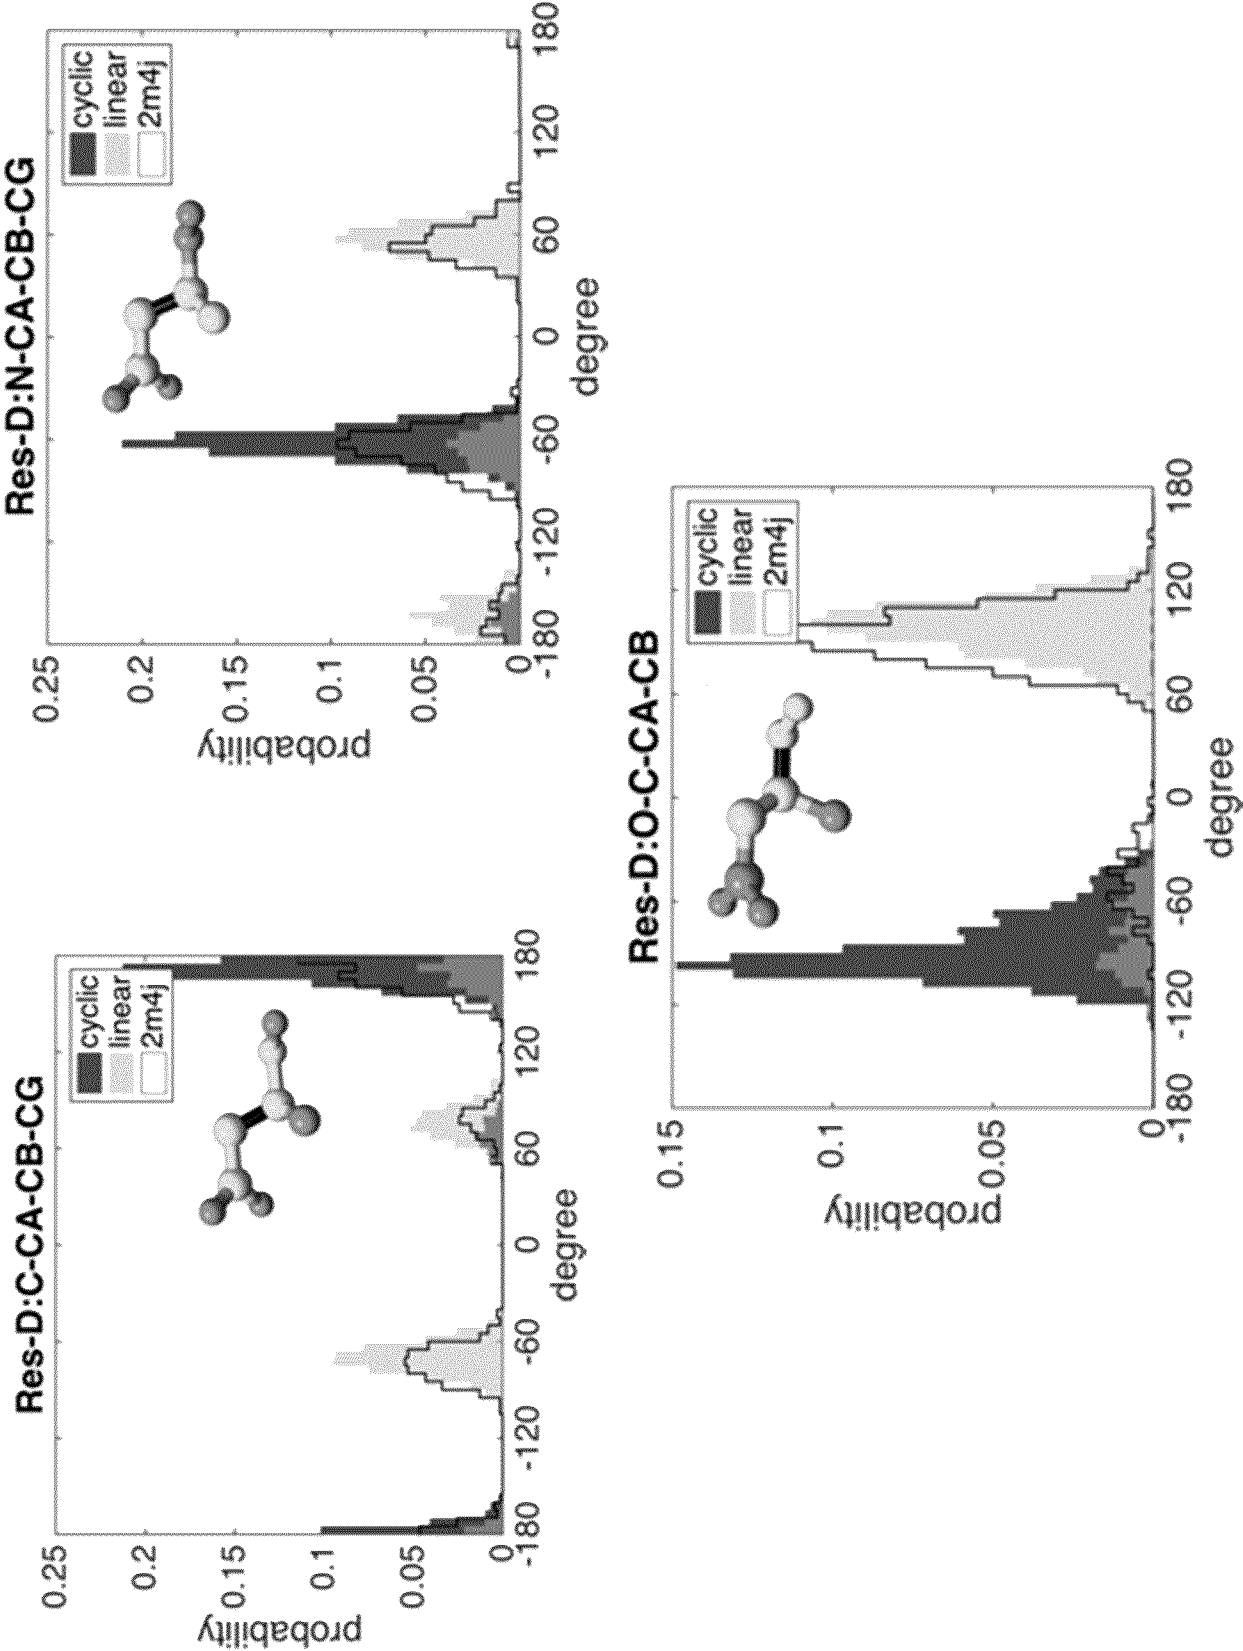 Res-D:C-CA-CB-CG
0.25
0.2
0.15
0.1
0.05
0
probability
-180 -120 -60 0 60 120 180
degree
cyclic
linear
2m4j
Res-D:N-CA-CB-CG
0.25
0.2
0.15
0.1
0.05
0
probability
-180 -120 -60 0 60 120 180
degree
cyclic
linear
2m4j
Res-D:O-C-CA-CB
0.15
0.1
0.05
0
probability
-180 -120 -60 0 60 120 180
degree
cyclic
linear
2m4j